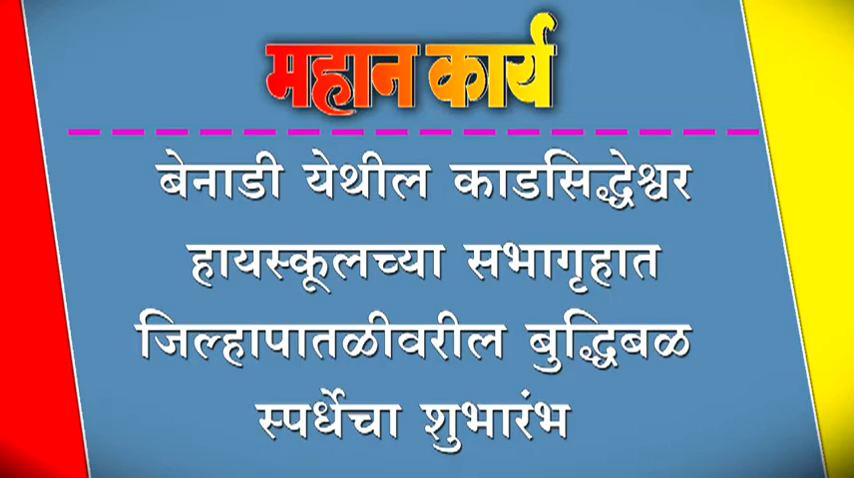 महान कार्य
बेनाडी येथील काडसिद्धेश्वर
हायस्कूलच्या सभागृहात
जिल्हापातळीवरील बुद्धिबळ
स्पर्धेचा शुभारंभ